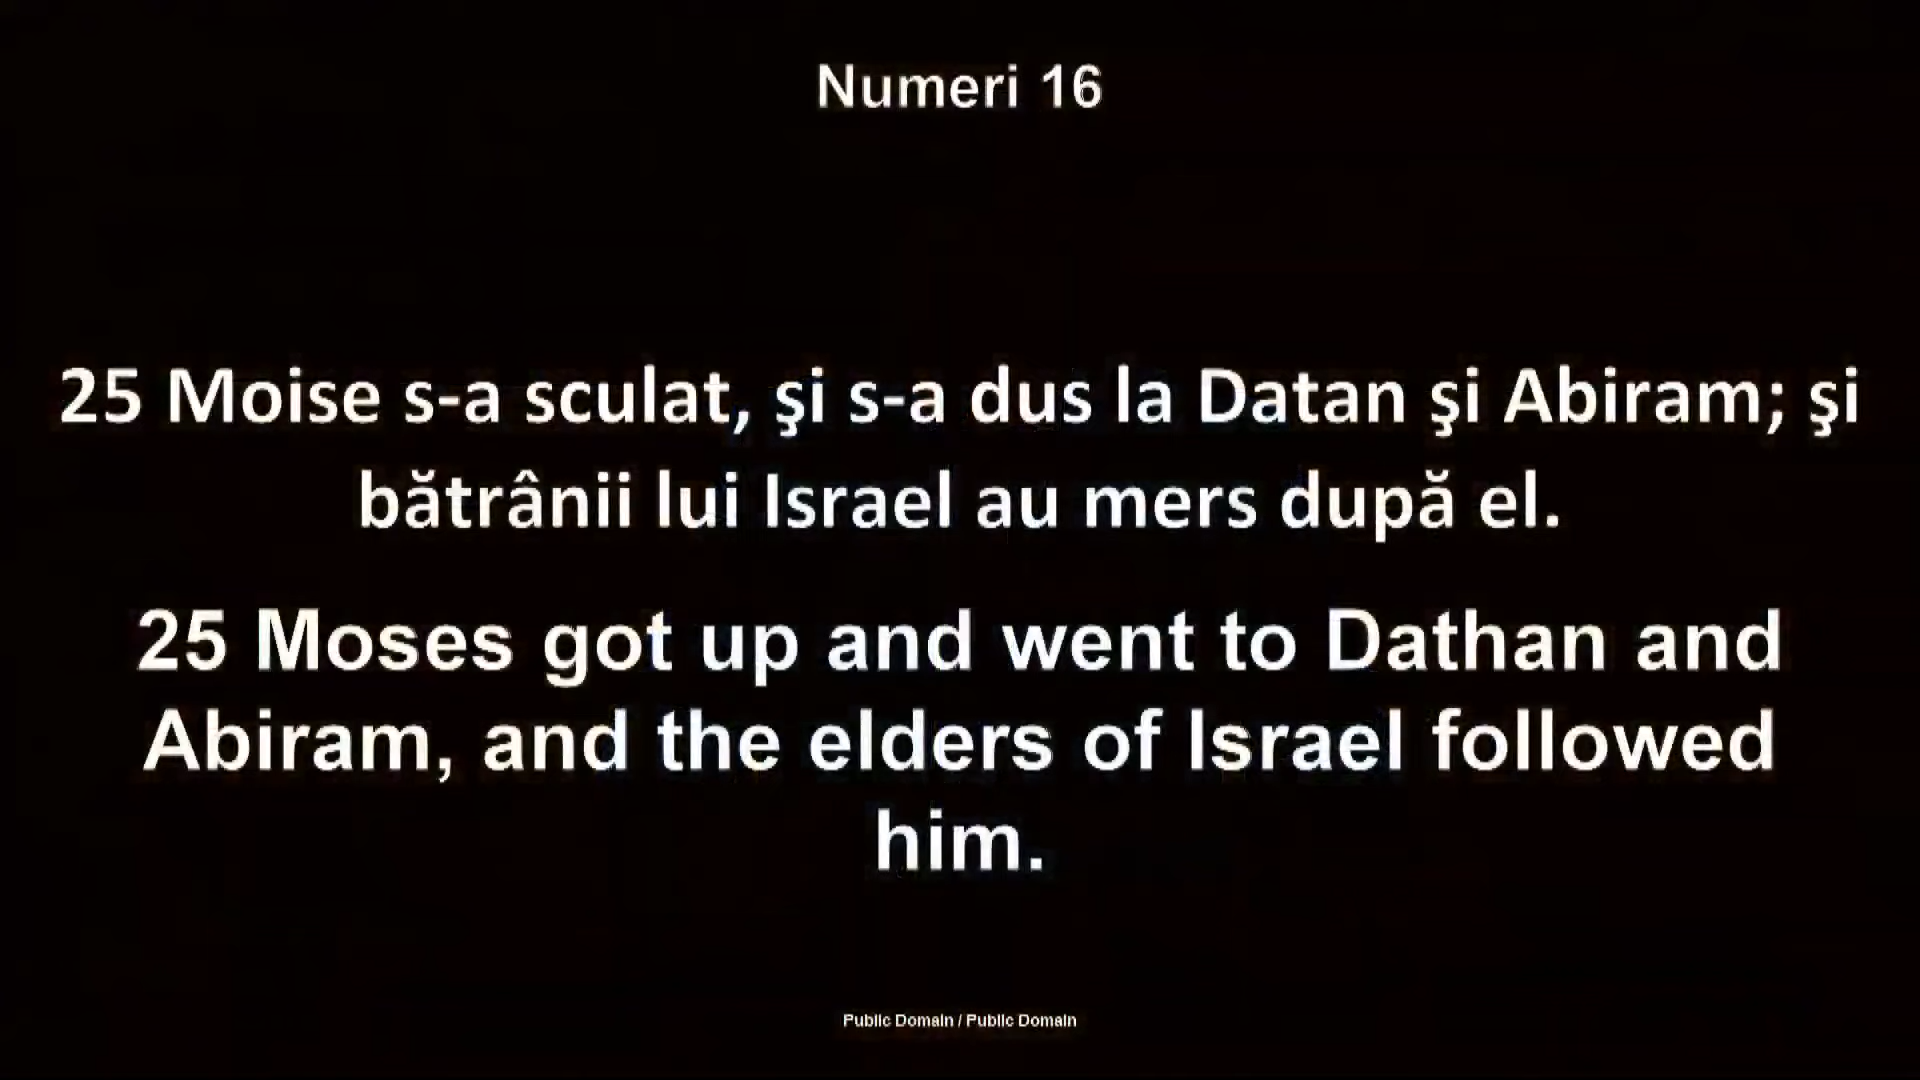 Numeri 16
25 Moise s-a sculat, şi s-a dus la Datan şi Abiram; şi
bătrânii lui Israel au mers după el.
25 Moses got up and went to Dathan and
Abiram, and the elders of Israel followed
him.
Public Domain / Public Domain